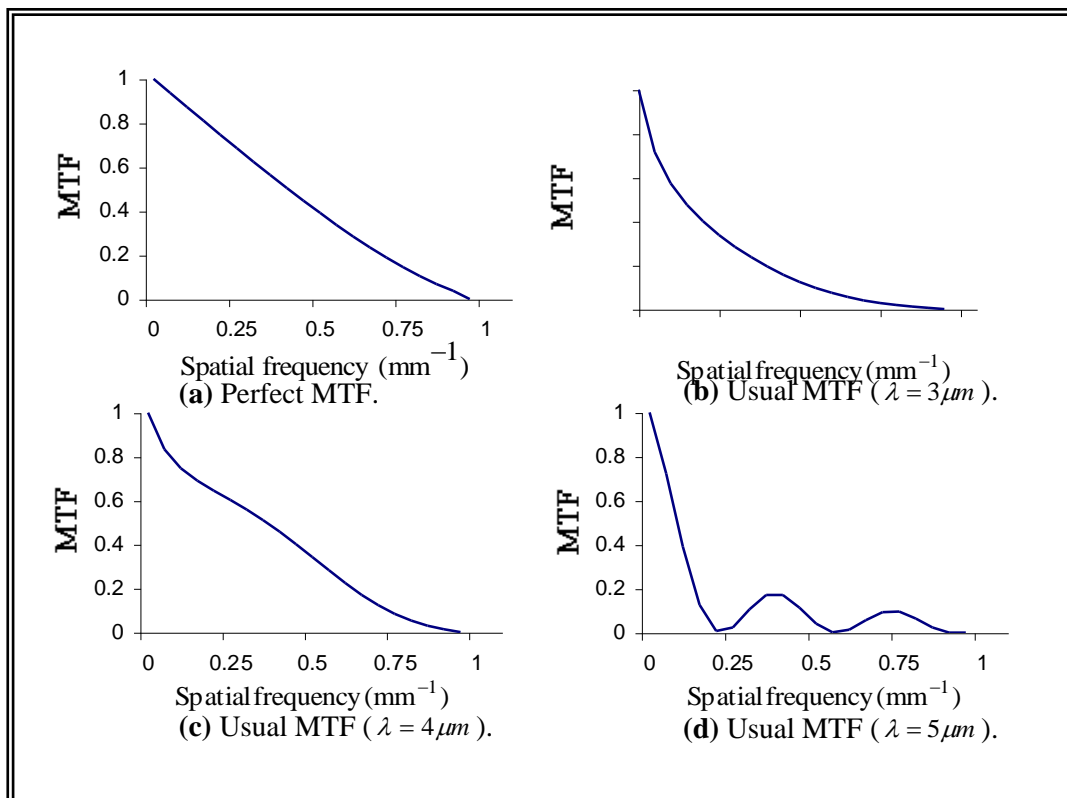 1
0.8
0.6
0.4
0.2
0
MTF
0 0.25 0.5 0.75 1
Spatial frequency (mm⁻¹)
(a) Perfect MTF.
MTF
Spatial frequency (mm⁻¹)
(b) Usual MTF ( λ = 3μm ).
1
0.8
0.6
0.4
0.2
0
MTF
0 0.25 0.5 0.75 1
Spatial frequency (mm⁻¹)
(c) Usual MTF ( λ = 4μm ).
1
0.8
0.6
0.4
0.2
0
MTF
0 0.25 0.5 0.75 1
Spatial frequency (mm⁻¹)
(d) Usual MTF ( λ = 5μm ).